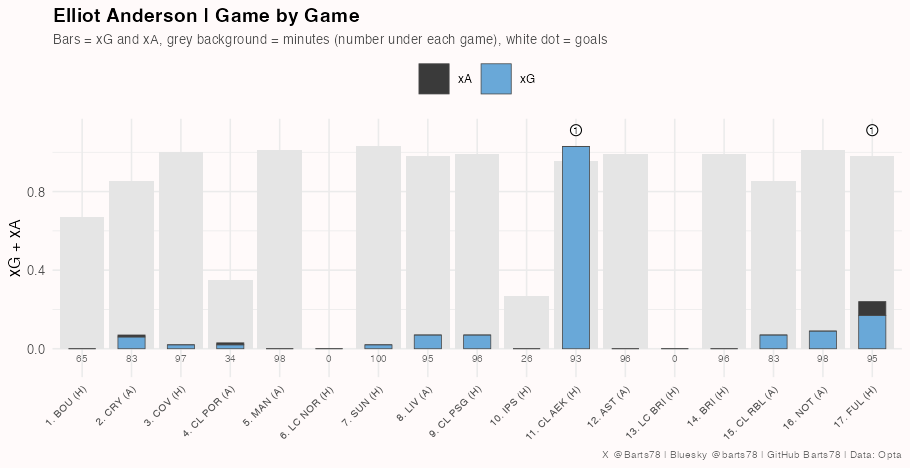 Elliot Anderson | Game by Game
Bars = xG and xA, grey background = minutes (number under each game), white dot = goals
xA xG
1 1
xG + xA
0.8
0.4
0.0
65 83 97 34 98 0 100 95 96 26 93 96 0 96 83 98 95
1. BOU (H)
2. CRY (A)
3. COV (H)
4. CL POR (A)
5. MAN (A)
6. LC NOR (H)
7. SUN (H)
8. LIV (A)
9. CL PSG (H)
10. IPS (H)
11. CL AEK (H)
12. AST (A)
13. LC BRI (H)
14. BRI (H)
15. CL RBL (A)
16. NOT (A)
17. FUL (H)
X @Barts78 | Bluesky @barts78 | GitHub Barts78 | Data: Opta